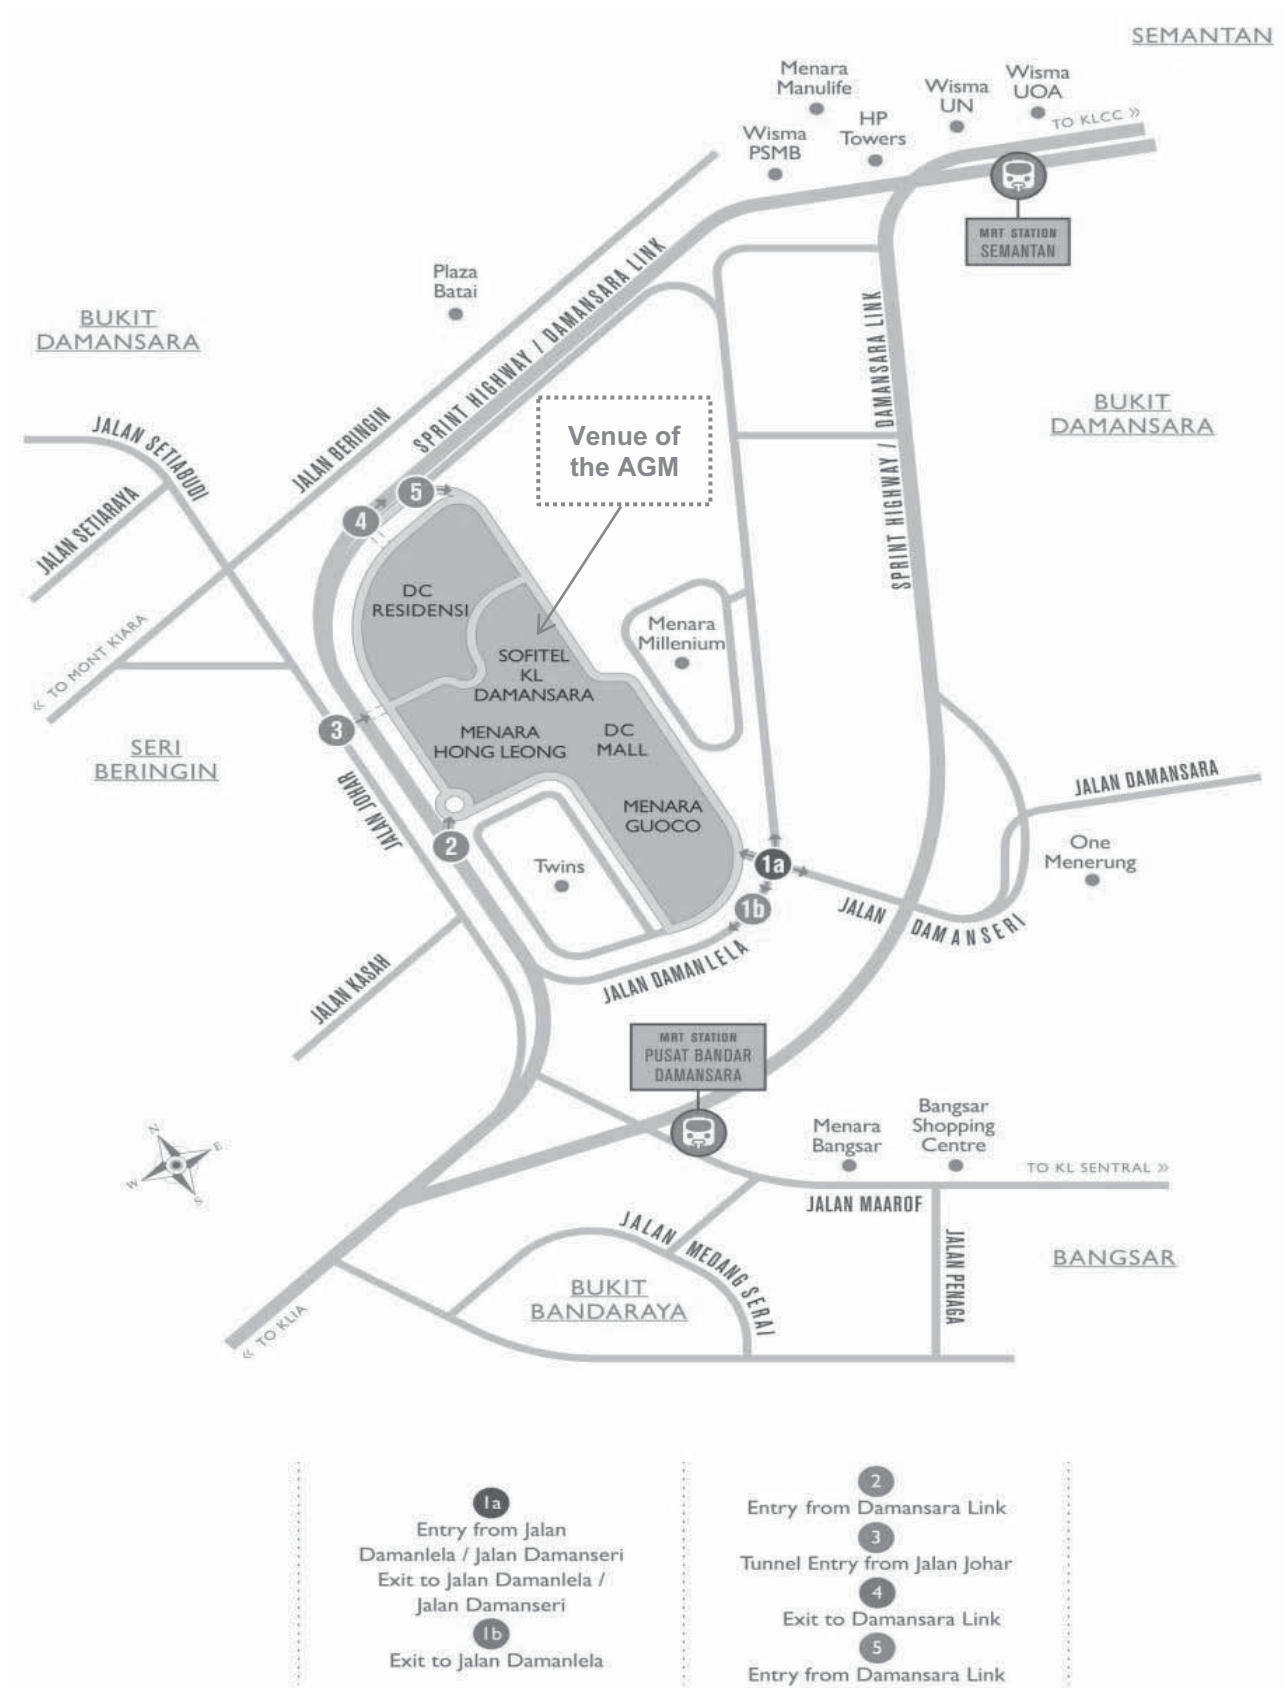 SEMANTAN
Menara
Manulife
Wisma
UOA
Wisma
UN
HP
Towers
Wisma
PSMB
TO KLCC »
MRT STATION
SEMANTAN
Plaza
Batai
BUKIT
DAMANSARA
SPRINT HIGHWAY / DAMANSARA LINK
SPRINT HIGHWAY / DAMANSARA LINK
BUKIT
DAMANSARA
JALAN SETIABUDI
JALAN BERINGIN
Venue of
the AGM
JALAN SETIARAYA
5
4
DC
RESIDENSI
« TO MONT KIARA
Menara
Millenium
SOFITEL
KL
DAMANSARA
3
MENARA
HONG LEONG
DC
MALL
SERI
BERINGIN
JALAN JOHAR
JALAN DAMANSARA
MENARA
GUOCO
2
1a
One
Menerung
Twins
1b
JALAN DAMANSERI
JALAN DAMANLELA
JALAN KASAH
MRT STATION
PUSAT BANDAR
DAMANSARA
N
E
W
S
Menara
Bangsar
Bangsar
Shopping
Centre
TO KL SENTRAL »
JALAN MAAROF
JALAN MEDANG SERAI
JALAN PENAGA
BANGSAR
BUKIT
BANDARAYA
« TO KLIA
1a
Entry from Jalan
Damanlela / Jalan Damanseri
Exit to Jalan Damanlela /
Jalan Damanseri
1b
Exit to Jalan Damanlela
2
Entry from Damansara Link
3
Tunnel Entry from Jalan Johar
4
Exit to Damansara Link
5
Entry from Damansara Link